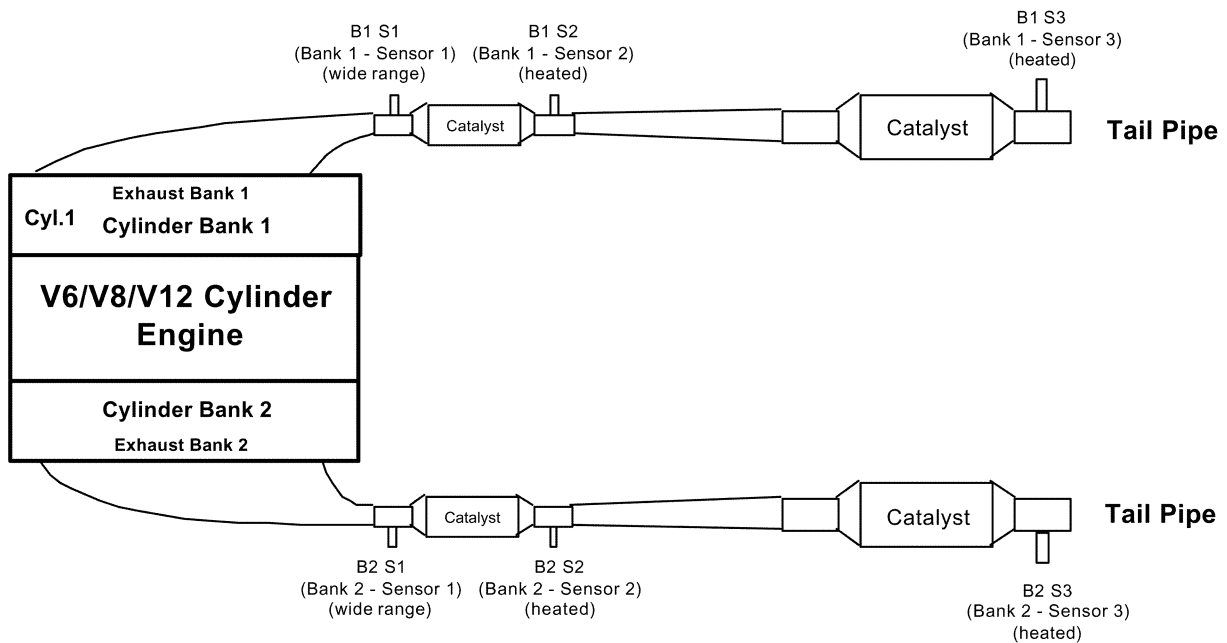 B1 S1
(Bank 1 - Sensor 1)
(wide range)
B1 S2
(Bank 1 - Sensor 2)
(heated)
B1 S3
(Bank 1 - Sensor 3)
(heated)
Catalyst
Catalyst
Tail Pipe
Exhaust Bank 1
Cyl.1
Cylinder Bank 1
V6/V8/V12 Cylinder
Engine
Cylinder Bank 2
Exhaust Bank 2
Catalyst
Catalyst
Tail Pipe
B2 S1
(Bank 2 - Sensor 1)
(wide range)
B2 S2
(Bank 2 - Sensor 2)
(heated)
B2 S3
(Bank 2 - Sensor 3)
(heated)